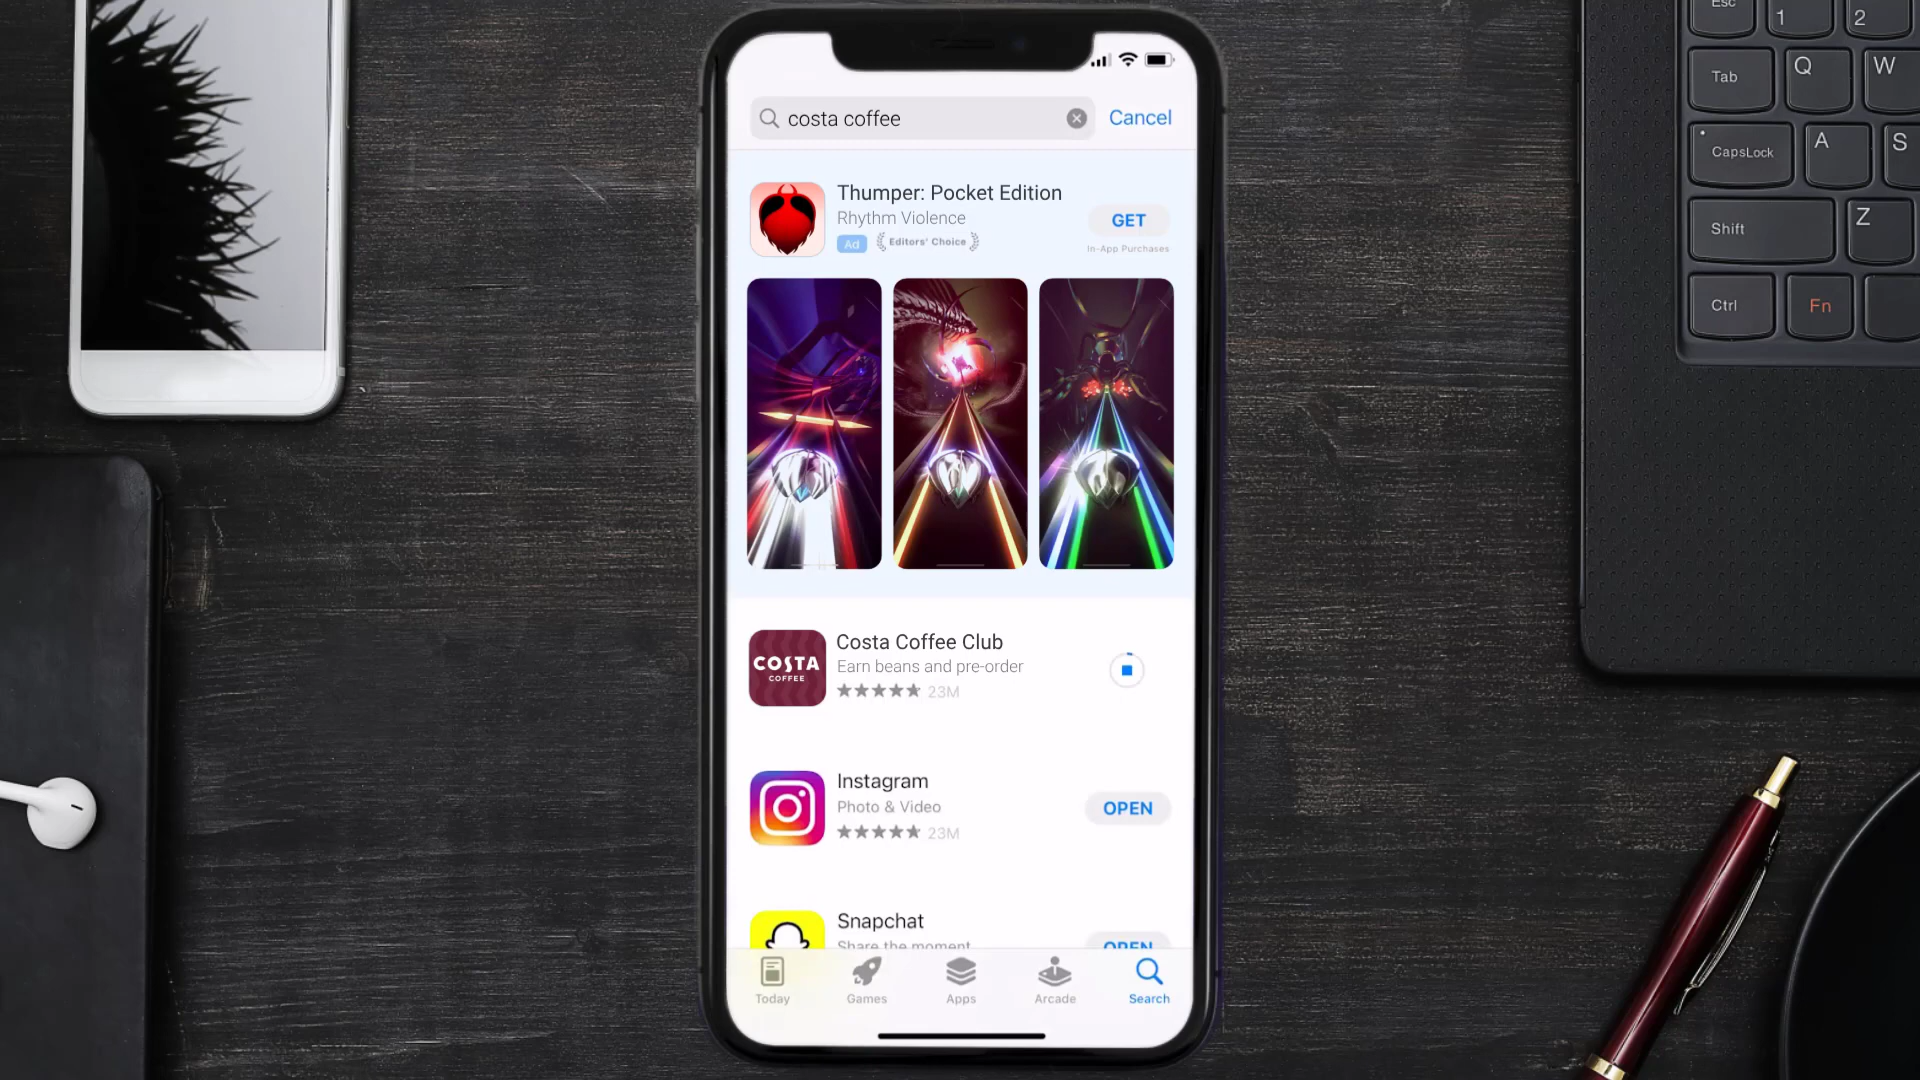 costa coffee
Cancel
Thumper: Pocket Edition
Rhythm Violence
Ad
Editors' Choice
GET
In-App Purchases
Costa Coffee Club
Earn beans and pre-order
23M
COSTA
COFFEE
Instagram
Photo & Video
23M
OPEN
Snapchat
Share the moment
OPEN
Today
Games
Apps
Arcade
Search
Esc
1
2
Tab
Q
W
CapsLock
A
S
Shift
Z
Ctrl
Fn